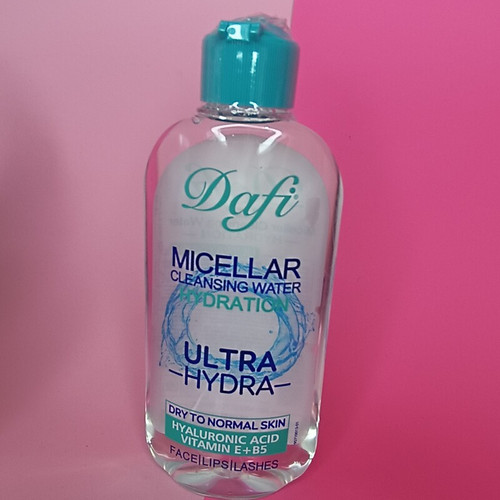 Dafi
MICELLAR
CLEANSING WATER
HYDRATION
ULTRA
-HYDRA-
DRY TO NORMAL SKIN
HYALURONIC ACID
VITAMIN E+B5
FACE|LIPS|LASHES